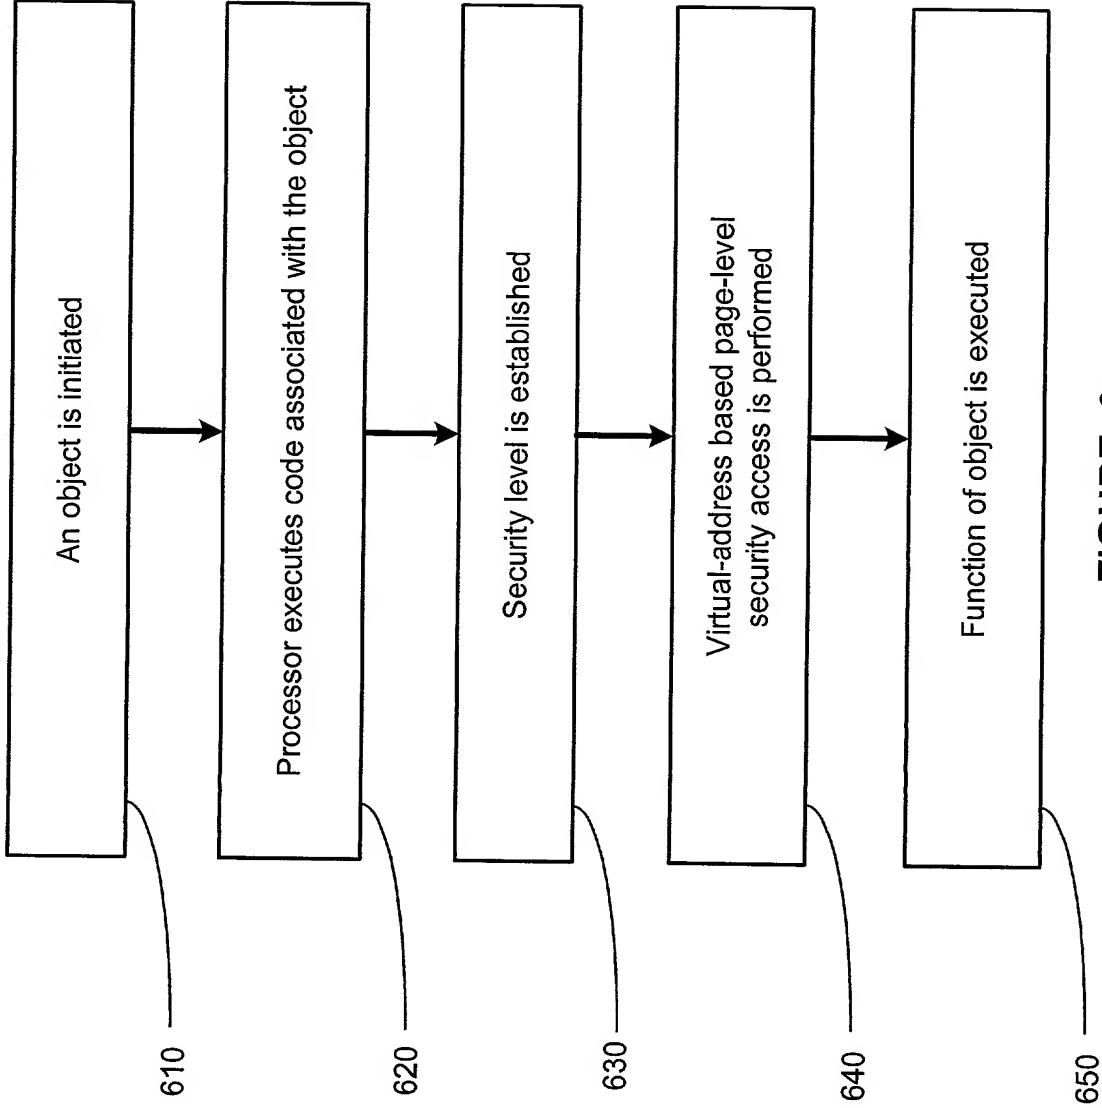 An object is initiated
610
Processor executes code associated with the object
620
Security level is established
630
Virtual-address based page-level
security access is performed
640
Function of object is executed
650